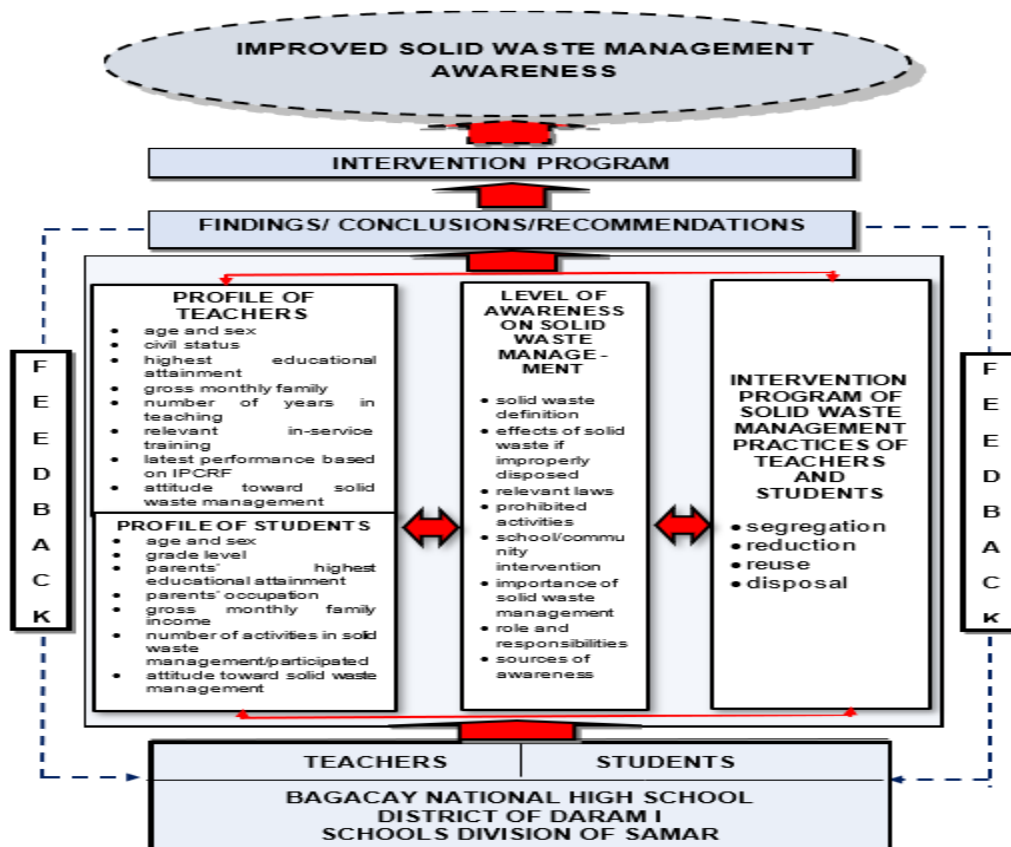 IMPROVED SOLID WASTE MANAGEMENT
AWARENESS
INTERVENTION PROGRAM
FINDINGS/ CONCLUSIONS/RECOMMENDATIONS
FEEDBACK
PROFILE OF
TEACHERS
• age and sex
• civil status
• highest educational
attainment
• gross monthly family
• number of years in
teaching
• relevant in-service
training
• latest performance based
on IPCRF
• attitude toward solid
waste management
PROFILE OF STUDENTS
• age and sex
• grade level
• parents' highest
educational attainment
• parents' occupation
• gross monthly family
income
• number of activities in solid
waste
management/participated
• attitude toward solid waste
management
LEVEL OF
AWARENESS
ON SOLID
WASTE
MANAGE -
MENT
• solid waste
definition
• effects of solid
waste if
improperly
disposed
• relevant laws
• prohibited
activities
• school/commu
nity
intervention
• importance of
solid waste
management
• role and
responsibilities
• sources of
awareness
INTERVENTION
PROGRAM OF
SOLID WASTE
MANAGEMENT
PRACTICES OF
TEACHERS
AND
STUDENTS
• segregation
• reduction
• reuse
• disposal
FEEDBACK
TEACHERS STUDENTS
BAGACAY NATIONAL HIGH SCHOOL
DISTRICT OF DARAM I
SCHOOLS DIVISION OF SAMAR